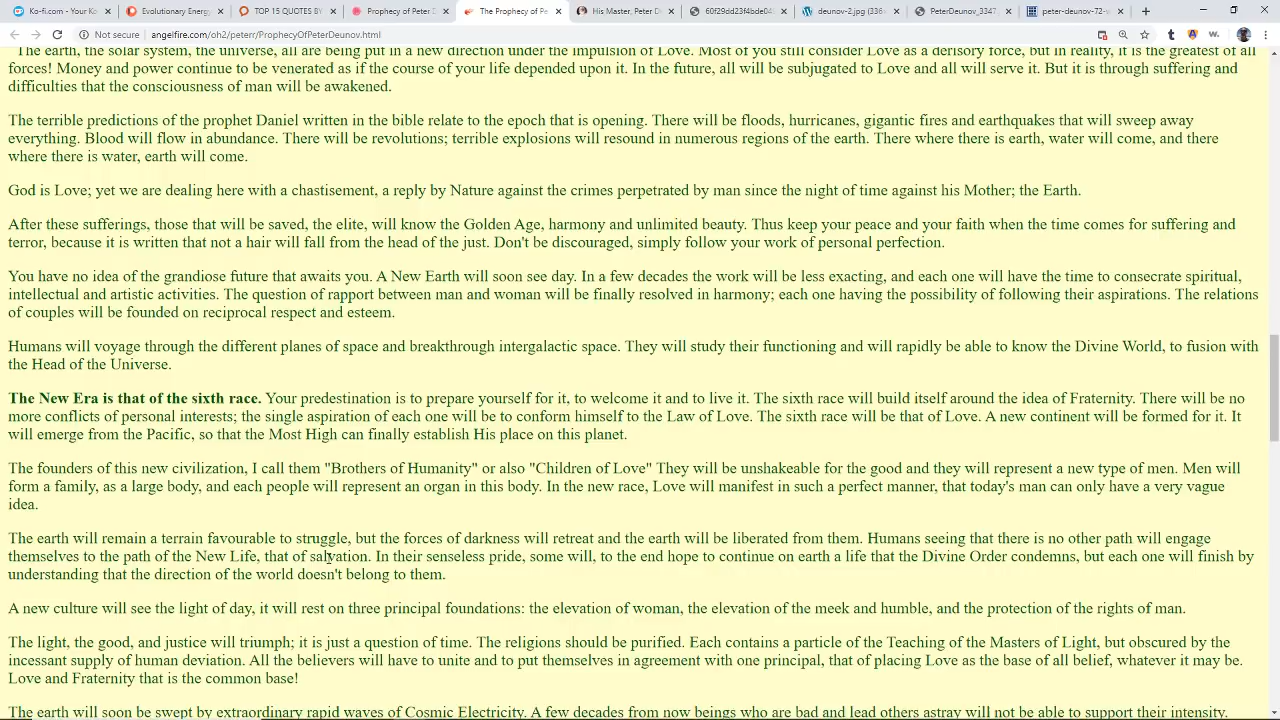 Ko-fi.com - Your
Evolutionary Energy
TOP 15 QUOTES BY
Prophecy of Peter D
The Prophecy of Pe
His Master, Peter D
60f29dd23f4bde04
deunov-2.jpg (336×
PeterDeunov_3347.
peter-deunov-72-s
Not secure | angelfire.com/oh2/peterr/ProphecyOfPeterDeunov.html
"The earth, the solar system, the universe, all are being put in a new direction under the impulsion of Love. Most of you still consider Love as a derisory force, but in reality, it is the greatest of all
forces! Money and power continue to be venerated as if the course of your life depended upon it. In the future, all will be subjugated to Love and all will serve it. But it is through suffering and
difficulties that the consciousness of man will be awakened.
The terrible predictions of the prophet Daniel written in the bible relate to the epoch that is opening. There will be floods, hurricanes, gigantic fires and earthquakes that will sweep away
everything. Blood will flow in abundance. There will be revolutions; terrible explosions will resound in numerous regions of the earth. There where there is earth, water will come, and there
where there is water, earth will come.
God is Love; yet we are dealing here with a chastisement, a reply by Nature against the crimes perpetrated by man since the night of time against his Mother; the Earth.
After these sufferings, those that will be saved, the elite, will know the Golden Age, harmony and unlimited beauty. Thus keep your peace and your faith when the time comes for suffering and
terror, because it is written that not a hair will fall from the head of the just. Don't be discouraged, simply follow your work of personal perfection.
You have no idea of the grandiose future that awaits you. A New Earth will soon see day. In a few decades the work will be less exacting, and each one will have the time to consecrate spiritual,
intellectual and artistic activities. The question of rapport between man and woman will be finally resolved in harmony; each one having the possibility of following their aspirations. The relations
of couples will be founded on reciprocal respect and esteem.
Humans will voyage through the different planes of space and breakthrough intergalactic space. They will study their functioning and will rapidly be able to know the Divine World, to fusion with
the Head of the Universe.
The New Era is that of the sixth race. Your predestination is to prepare yourself for it, to welcome it and to live it. The sixth race will build itself around the idea of Fraternity. There will be no
more conflicts of personal interests; the single aspiration of each one will be to conform himself to the Law of Love. The sixth race will be that of Love. A new continent will be formed for it. It
will emerge from the Pacific, so that the Most High can finally establish His place on this planet.
The founders of this new civilization, I call them "Brothers of Humanity" or also "Children of Love" They will be unshakeable for the good and they will represent a new type of men. Men will
form a family, as a large body, and each people will represent an organ in this body. In the new race, Love will manifest in such a perfect manner, that today's man can only have a very vague
idea.
The earth will remain a terrain favourable to struggle, but the forces of darkness will retreat and the earth will be liberated from them. Humans seeing that there is no other path will engage
themselves to the path of the New Life, that of salvation. In their senseless pride, some will, to the end hope to continue on earth a life that the Divine Order condemns, but each one will finish by
understanding that the direction of the world doesn't belong to them.
A new culture will see the light of day, it will rest on three principal foundations: the elevation of woman, the elevation of the meek and humble, and the protection of the rights of man.
The light, the good, and justice will triumph; it is just a question of time. The religions should be purified. Each contains a particle of the Teaching of the Masters of Light, but obscured by the
incessant supply of human deviation. All the believers will have to unite and to put themselves in agreement with one principal, that of placing Love as the base of all belief, whatever it may be.
Love and Fraternity that is the common base!
The earth will soon be swept by extraordinary rapid waves of Cosmic Electricity. A few decades from now beings who are bad and lead others astray will not be able to support their intensity.